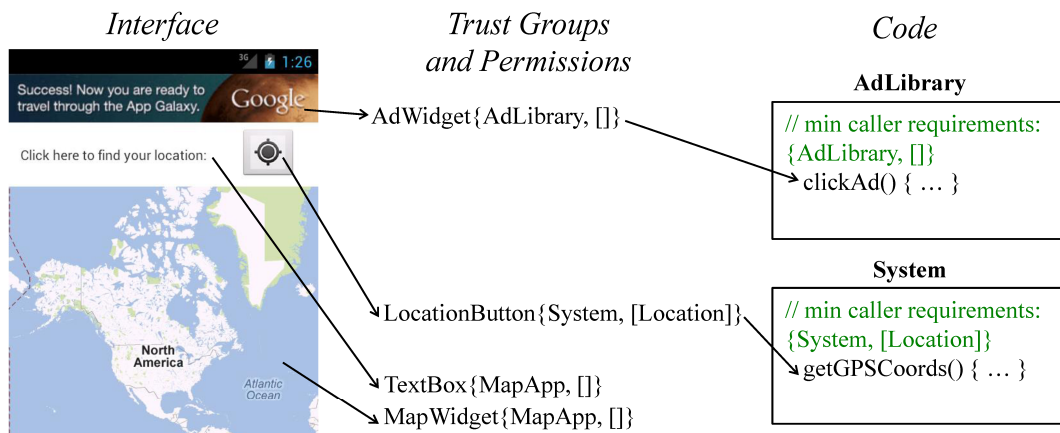 Interface
Trust Groups
and Permissions
Code
3G 1:26
Success! Now you are ready to
travel through the App Galaxy.
Google
Click here to find your location:
North
America
Atlantic
Ocean
AdWidget{AdLibrary, []}
LocationButton{System, [Location]}
TextBox{MapApp, []}
MapWidget{MapApp, []}
AdLibrary
// min caller requirements:
{AdLibrary, []}
clickAd() { … }
System
// min caller requirements:
{System, [Location]}
getGPSCoords() { … }